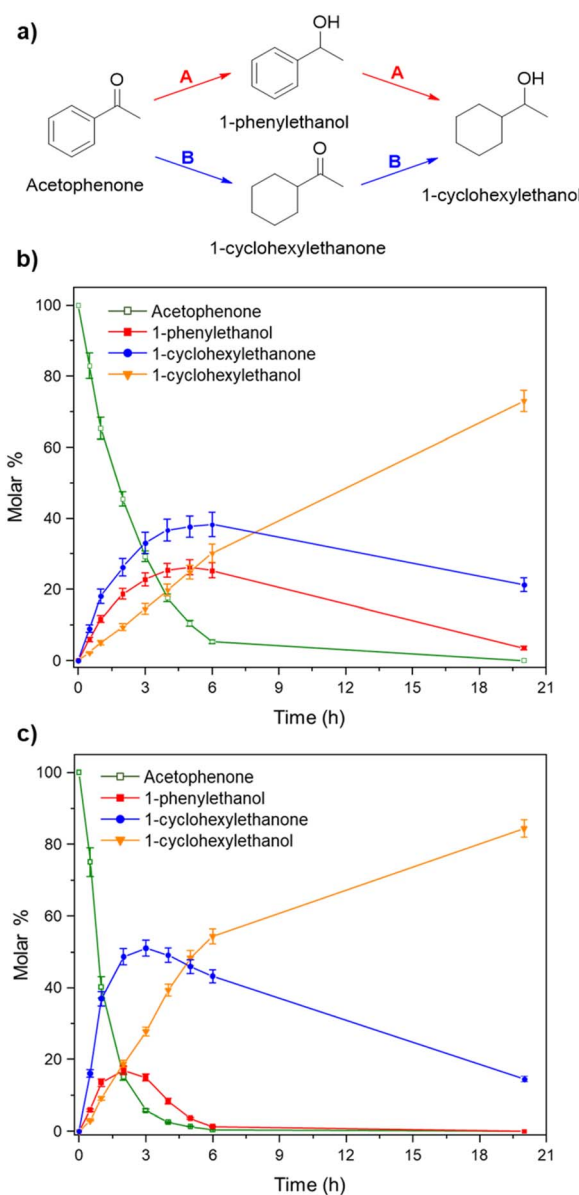 a)
O
Acetophenone
A
OH
1-phenylethanol
A
B
O
1-cyclohexylethanone
B
OH
1-cyclohexylethanol
b)
Acetophenone
1-phenylethanol
1-cyclohexylethanone
1-cyclohexylethanol
100
80
60
40
20
0
Molar %
0 3 6 9 12 15 18 21
Time (h)
c)
Acetophenone
1-phenylethanol
1-cyclohexylethanone
1-cyclohexylethanol
100
80
60
40
20
0
Molar %
0 3 6 9 12 15 18 21
Time (h)